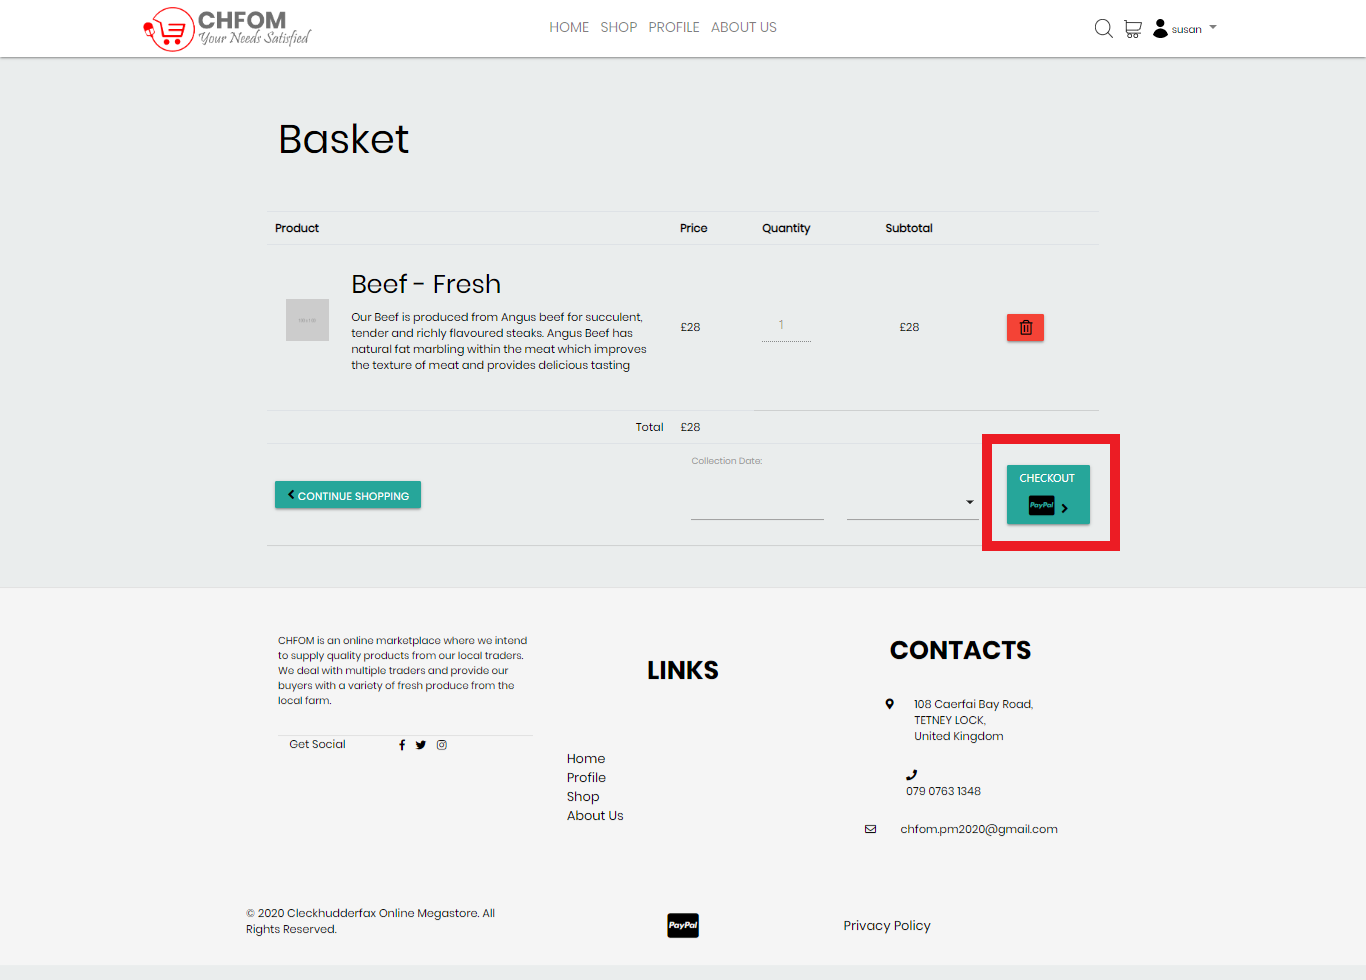 CHFOM
Your Needs Satisfied
HOME SHOP PROFILE ABOUT US
susan
Basket
Product Price Quantity Subtotal
Beef - Fresh
Our Beef is produced from Angus beef for succulent,
tender and richly flavoured steaks. Angus Beef has
natural fat marbling within the meat which improves
the texture of meat and provides delicious tasting
£28 1 £28
Total £28
Collection Date:
CONTINUE SHOPPING
CHECKOUT
PayPal
CHFOM is an online marketplace where we intend
to supply quality products from our local traders.
We deal with multiple traders and provide our
buyers with a variety of fresh produce from the
local farm.
Get Social
LINKS
Home
Profile
Shop
About Us
CONTACTS
108 Caerfai Bay Road,
TETNEY LOCK,
United Kingdom
079 0763 1348
chfom.pm2020@gmail.com
© 2020 Cleckhudderfax Online Megastore. All
Rights Reserved.
PayPal
Privacy Policy